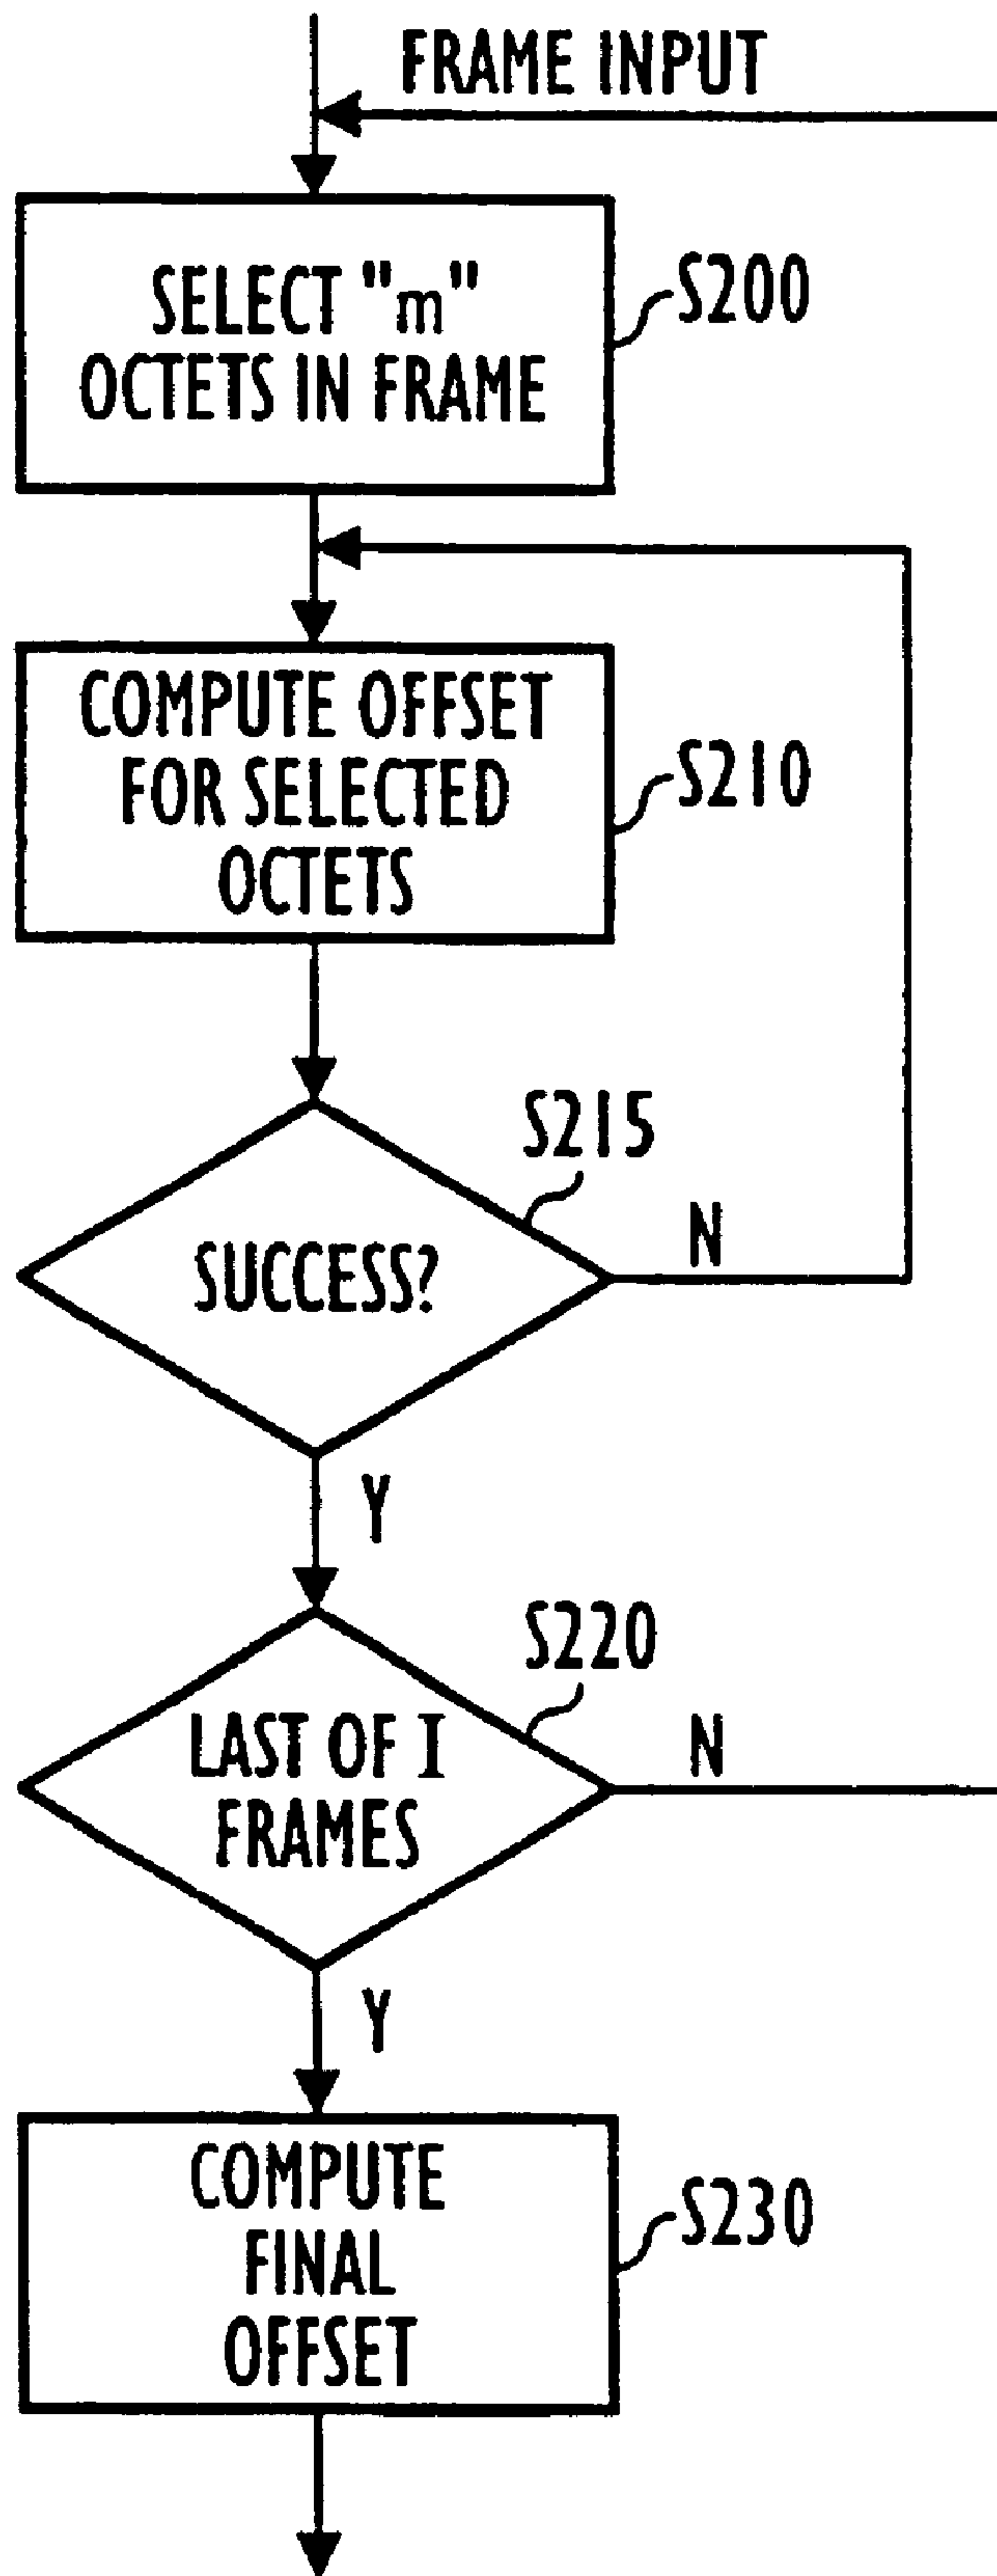 FRAME INPUT
SELECT "m"
OCTETS IN FRAME
S200
COMPUTE OFFSET
FOR SELECTED
OCTETS
S210
S215
SUCCESS?
N
Y
S220
LAST OF I
FRAMES
N
Y
COMPUTE
FINAL
OFFSET
S230